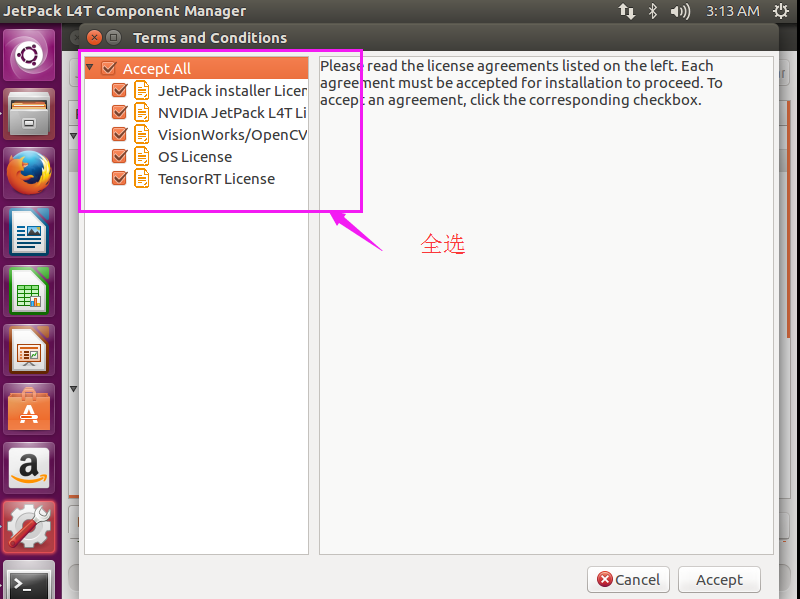 JetPack L4T Component Manager
3:13 AM
Terms and Conditions
Accept All
JetPack installer Licen
NVIDIA JetPack L4T Li
VisionWorks/OpenCV
OS License
TensorRT License
Please read the license agreements listed on the left. Each
agreement must be accepted for installation to proceed. To
accept an agreement, click the corresponding checkbox.
全选
Cancel
Accept